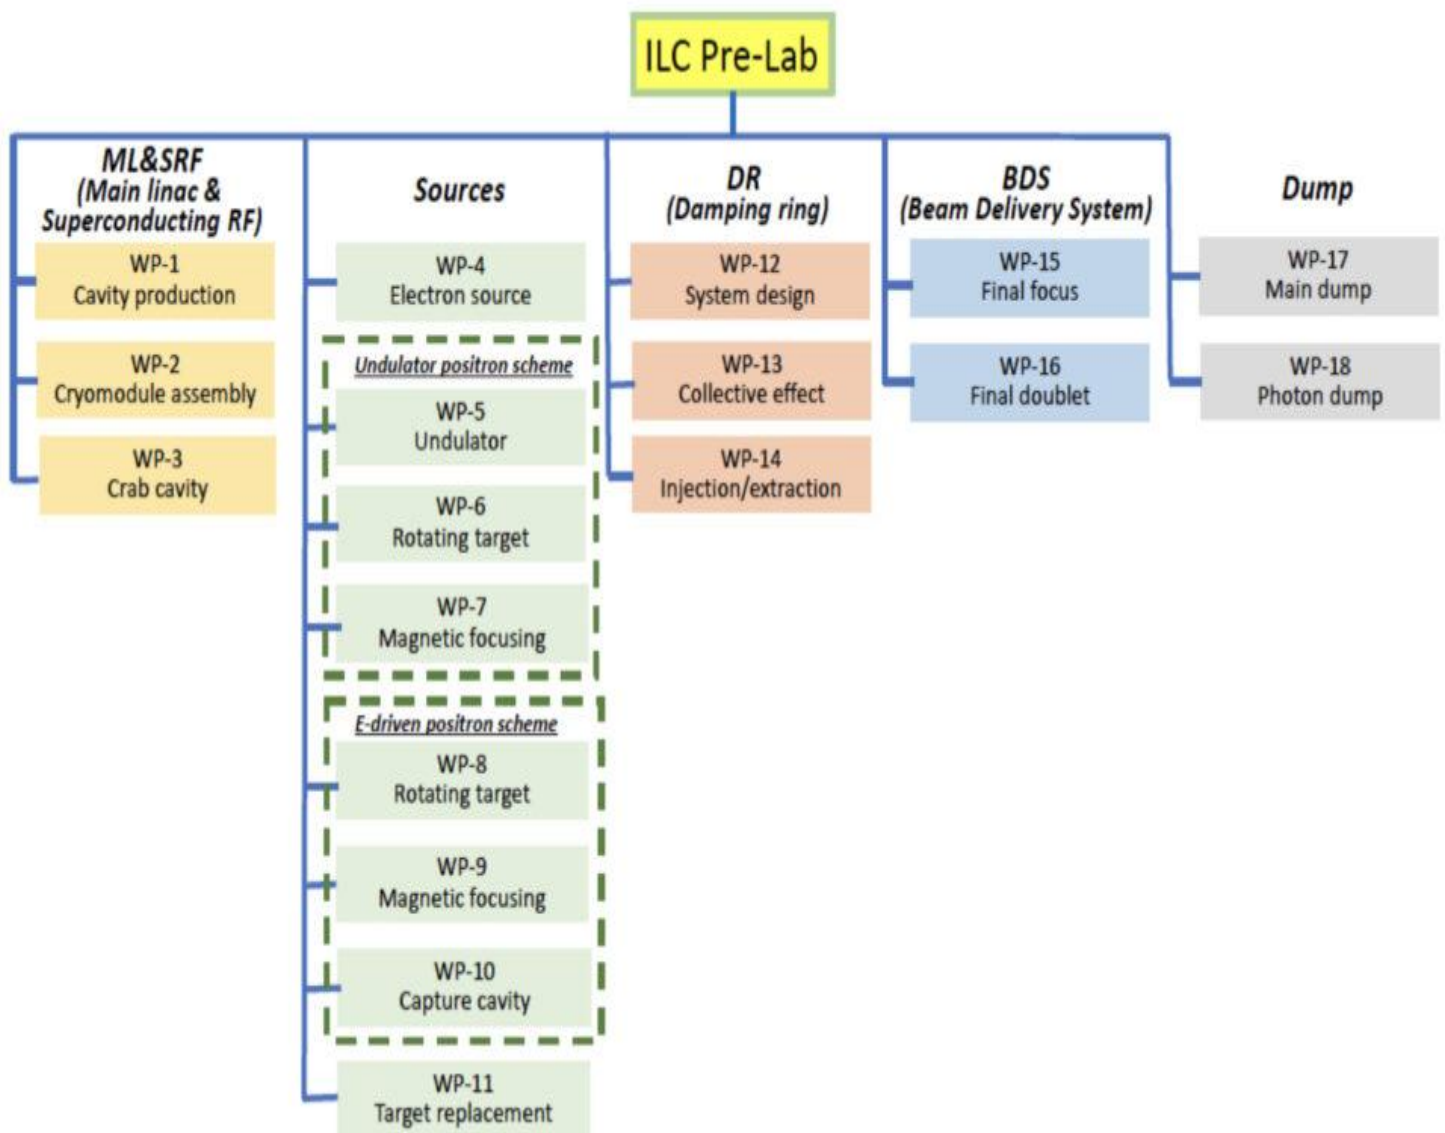 ILC Pre-Lab
ML&SRF
(Main linac &
Superconducting RF)
WP-1
Cavity production
WP-2
Cryomodule assembly
WP-3
Crab cavity
Sources
WP-4
Electron source
Undulator positron scheme
WP-5
Undulator
WP-6
Rotating target
WP-7
Magnetic focusing
E-driven positron scheme
WP-8
Rotating target
WP-9
Magnetic focusing
WP-10
Capture cavity
WP-11
Target replacement
DR
(Damping ring)
WP-12
System design
WP-13
Collective effect
WP-14
Injection/extraction
BDS
(Beam Delivery System)
WP-15
Final focus
WP-16
Final doublet
Dump
WP-17
Main dump
WP-18
Photon dump